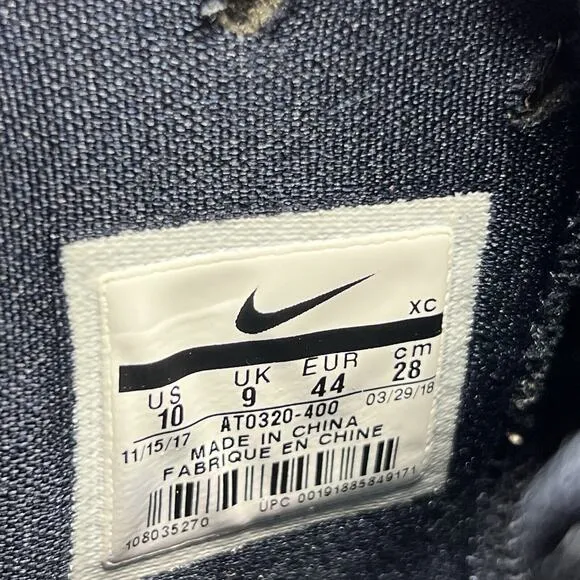 XC
US UK EUR cm
10 9 44 28
11/15/17 AT0320-400 03/29/18
MADE IN CHINA
FABRIQUE EN CHINE
108035270 UPC 00191885849171